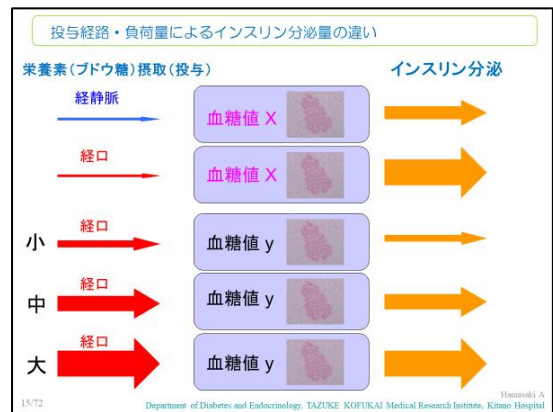 投与経路・負荷量によるインスリン分泌量の違い
栄養素(ブドウ糖)摂取(投与)
インスリン分泌
経静脈
血糖値 X
経口
血糖値 X
経口
小
血糖値 y
経口
中
血糖値 y
経口
大
血糖値 y
15/72
Hamasaki A
Department of Diabetes and Endocrinology, TAZUKE KOFUKAI Medical Research Institute, Kitano Hospital